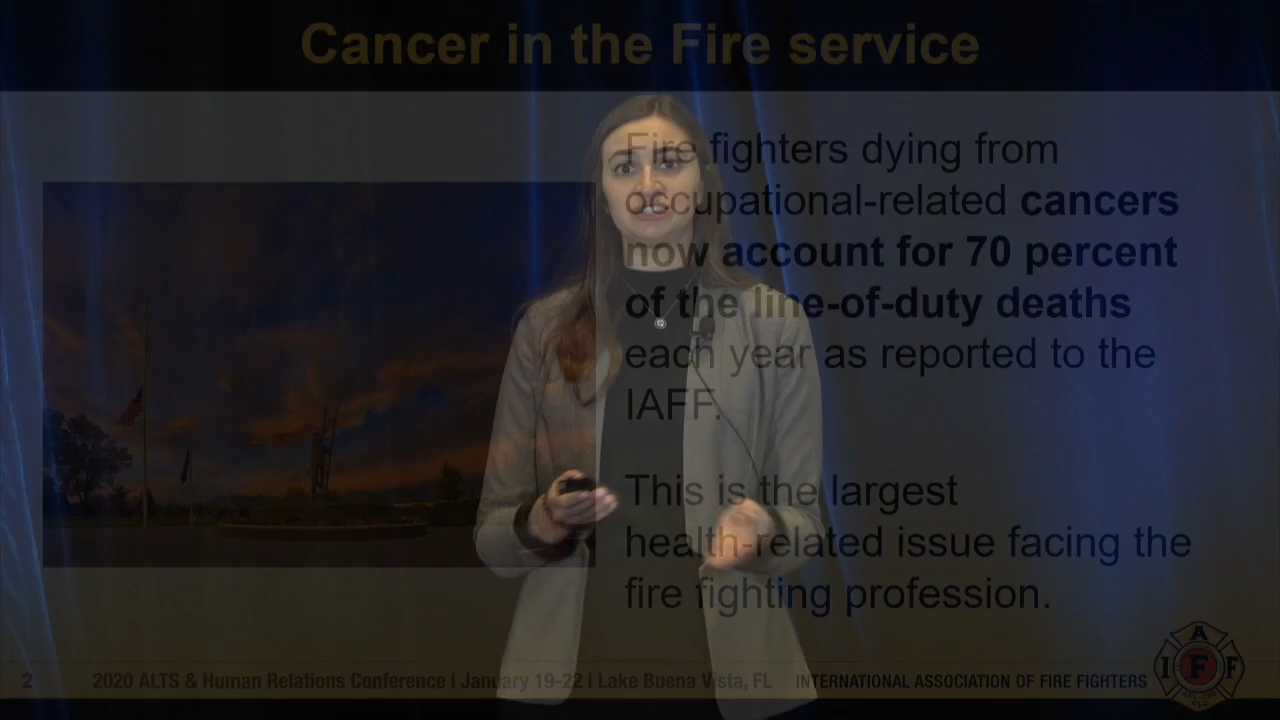 Cancer in the Fire service
Fire fighters dying from
occupational-related cancers
now account for 70 percent
of the line-of-duty deaths
each year as reported to the
IAFF.
This is the largest
health-related issue facing the
fire fighting profession.
2
2020 ALTS & Human Relations Conference | January 19-22 | Lake Buena Vista, FL
INTERNATIONAL ASSOCIATION OF FIRE FIGHTERS
A
I F F